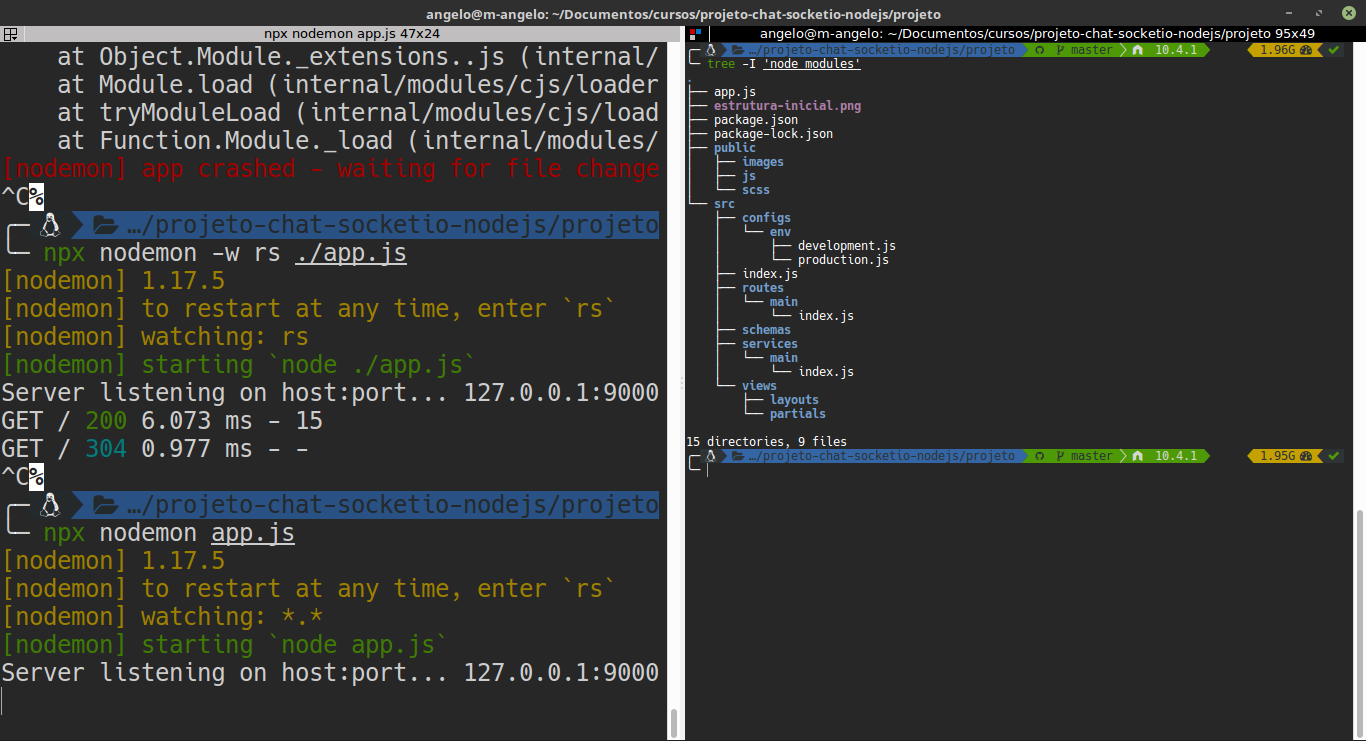 angelo@m-angelo: ~/Documentos/cursos/projeto-chat-socketio-nodejs/projeto
npx nodemon app.js 47x24
at Object.Module._extensions..js (internal/
at Module.load (internal/modules/cjs/loader
at tryModuleLoad (internal/modules/cjs/load
at Function.Module._load (internal/modules/
[nodemon] app crashed - waiting for file change
^C%
…/projeto-chat-socketio-nodejs/projeto
npx nodemon -w rs ./app.js
[nodemon] 1.17.5
[nodemon] to restart at any time, enter `rs`
[nodemon] watching: rs
[nodemon] starting `node ./app.js`
Server listening on host:port... 127.0.0.1:9000
GET / 200 6.073 ms - 15
GET / 304 0.977 ms - -
^C%
…/projeto-chat-socketio-nodejs/projeto
npx nodemon app.js
[nodemon] 1.17.5
[nodemon] to restart at any time, enter `rs`
[nodemon] watching: *.*
[nodemon] starting `node app.js`
Server listening on host:port... 127.0.0.1:9000
angelo@m-angelo: ~/Documentos/cursos/projeto-chat-socketio-nodejs/projeto 95x49
…/projeto-chat-socketio-nodejs/projeto master 10.4.1 1.96G ✔
tree -I 'node modules'
.
├── app.js
├── estrutura-inicial.png
├── package.json
├── package-lock.json
├── public
│   ├── images
│   ├── js
│   └── scss
└── src
    ├── configs
    │   └── env
    │       ├── development.js
    │       └── production.js
    ├── index.js
    ├── routes
    │   └── main
    │       └── index.js
    ├── schemas
    ├── services
    │   └── main
    │       └── index.js
    └── views
        ├── layouts
        └── partials
15 directories, 9 files
…/projeto-chat-socketio-nodejs/projeto master 10.4.1 1.95G ✔